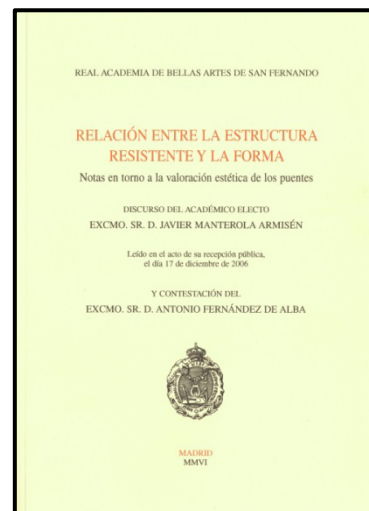 REAL ACADEMIA DE BELLAS ARTES DE SAN FERNANDO
RELACIÓN ENTRE LA ESTRUCTURA
RESISTENTE Y LA FORMA
Notas en torno a la valoración estética de los puentes
DISCURSO DEL ACADÉMICO ELECTO
EXCMO. SR. D. JAVIER MANTEROLA ARMISÉN
Leído en el acto de su recepción pública,
el día 17 de diciembre de 2006
Y CONTESTACIÓN DEL
EXCMO. SR. D. ANTONIO FERNÁNDEZ DE ALBA
MADRID
MMVI